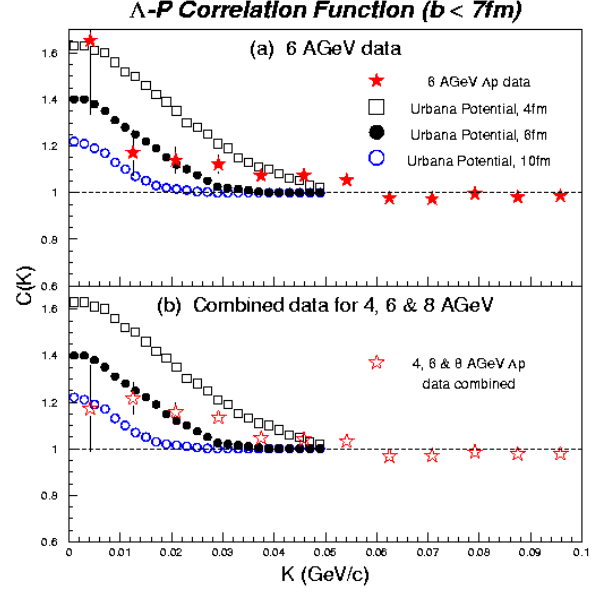 Λ-P Correlation Function (b < 7fm)
(a) 6 AGeV data
6 AGeV Λp data
Urbana Potential, 4fm
Urbana Potential, 6fm
Urbana Potential, 10fm
1.6
1.4
1.2
1
0.8
0.6
C(K)
(b) Combined data for 4, 6 & 8 AGeV
4, 6 & 8 AGeV Λp
data combined
1.6
1.4
1.2
1
0.8
0.6
0 0.01 0.02 0.03 0.04 0.05 0.06 0.07 0.08 0.09 0.1
K (GeV/c)